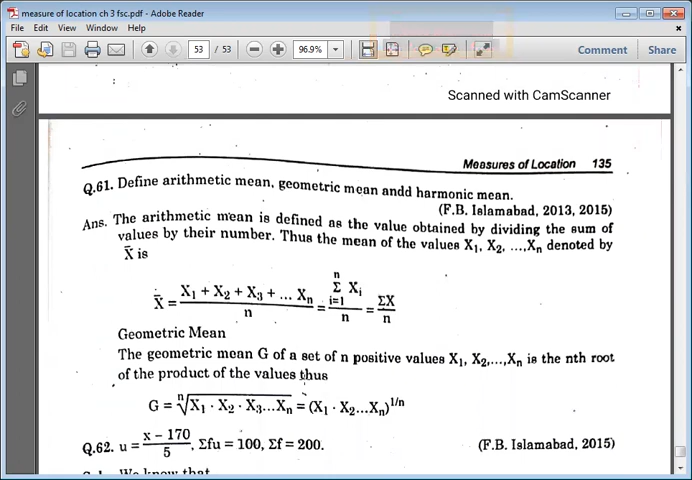 measure of location ch 3 fsc.pdf - Adobe Reader
File Edit View Window Help
53 / 53 96.9% Comment Share
Scanned with CamScanner
Measures of Location 135
Q.61. Define arithmetic mean, geometric mean andd harmonic mean.
(F.B. Islamabad, 2013, 2015)
Ans. The arithmetic mean is defined as the value obtained by dividing the sum of
values by their number. Thus the mean of the values X₁, X₂, ...,Xₙ denoted by
X̄ is
X̄ = (X₁ + X₂ + X₃ + ... Xₙ)/n = (Σᵢ₌₁ⁿ Xᵢ)/n = ΣX/n
Geometric Mean
The geometric mean G of a set of n positive values X₁, X₂,...,Xₙ is the nth root
of the product of the values thus
G = ⁿ√(X₁ · X₂ · X₃...Xₙ) = (X₁ · X₂...Xₙ)^1/n
Q.62. u = (x – 170)/5, Σfu = 100, Σf = 200. (F.B. Islamabad, 2015)
We know that